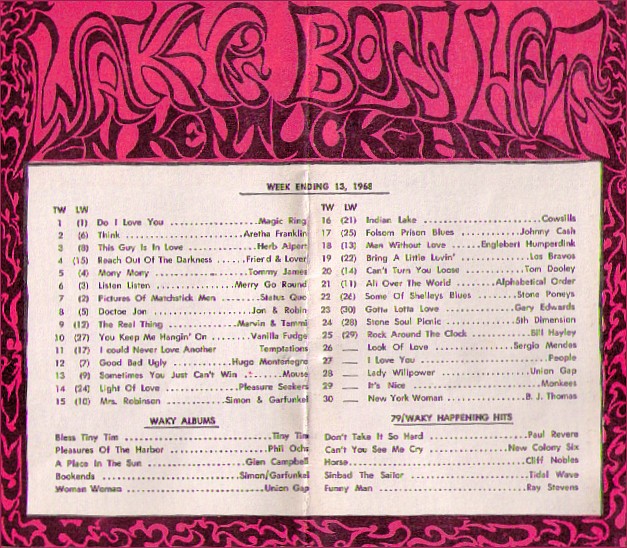 WAKY'S BOSS HITS
IN KENTUCKIANA
WEEK ENDING 13, 1968
TW LW
1 (1) Do I Love You ......................Magic Ring
2 (6) Think ..........................Aretha Franklin
3 (8) This Guy Is In Love ................Herb Alpert
4 (15) Reach Out Of The Darkness ......Friend & Lover
5 (4) Mony Mony ......................Tommy James
6 (3) Listen Listen ..................Merry Go Round
7 (2) Pictures Of Matchstick Men ........Status Quo
8 (5) Doctoe Jon ......................Jon & Robin
9 (12) The Real Thing ..............Marvin & Tammi
10 (27) You Keep Me Hangin' On ........Vanilla Fudge
11 (17) I could Never Love Another Temptations
12 (7) Good Bad Ugly ............Hugo Montenegro
13 (9) Sometimes You Just Can't Win ........Mouse
14 (24) Light Of Love ..............Pleasure Seekers
15 (10) Mrs. Robinson ............Simon & Garfunkel
TW LW
16 (21) Indian Lake ........................Cowsills
17 (25) Folsom Prison Blues ..............Johnny Cash
18 (13) Man Without Love ......Englebert Humperdink
19 (22) Bring A Little Lovin' ..............Los Bravos
20 (14) Can't Turn You Loose ............Tom Dooley
21 (11) All Over The World ........Alphabetical Order
22 (26) Some Of Shelleys Blues ........Stone Poneys
23 (30) Gotta Lotta Love ................Gary Edwards
24 (28) Stone Soul Picnic ..............5th Dimension
25 (29) Rock Around The Clock ..........Bill Hayley
26 __ Look Of Love ................Sergio Mendes
27 __ I Love You ........................People
28 __ Lady Willpower ................Union Gap
29 __ It's Nice ........................Monkees
30 __ New York Woman ..............B. J. Thomas
WAKY ALBUMS
Bless Tiny Tim ..........................Tiny Tim
Pleasures Of The Harbor ................Phil Ochs
A Place In The Sun ................Glen Campbell
Bookends ........................Simon/Garfunkel
Woman Woman ......................Union Gap
79/WAKY HAPPENING HITS
Don't Take It So Hard ................Paul Revere
Can't You See Me Cry ............New Colony Six
Horse..............................Cliff Nobles
Sinbad The Sailor ..................Tidal Wave
Funny Man ........................Ray Stevens